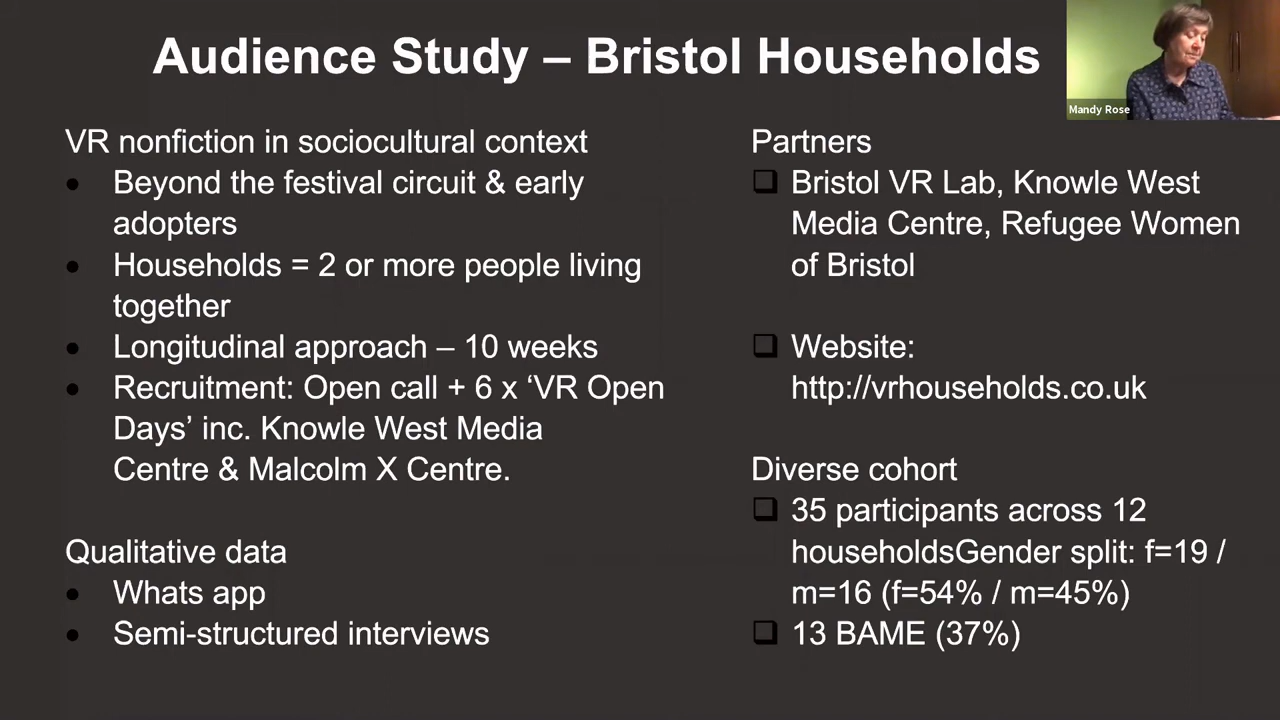 Audience Study – Bristol Households
Mandy Rose
VR nonfiction in sociocultural context
Beyond the festival circuit & early
adopters
Households = 2 or more people living
together
Longitudinal approach – 10 weeks
Recruitment: Open call + 6 x ‘VR Open
Days’ inc. Knowle West Media
Centre & Malcolm X Centre.
Qualitative data
Whats app
Semi-structured interviews
Partners
Bristol VR Lab, Knowle West
Media Centre, Refugee Women
of Bristol
Website:
http://vrhouseholds.co.uk
Diverse cohort
35 participants across 12
householdsGender split: f=19 /
m=16 (f=54% / m=45%)
13 BAME (37%)